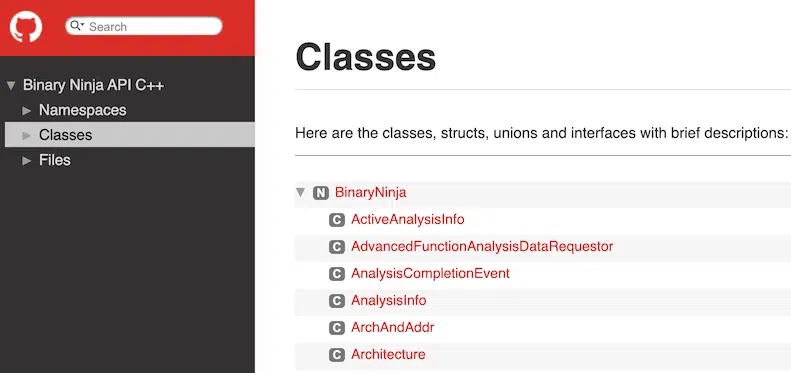 Search
Binary Ninja API C++
Namespaces
Classes
Files
Classes
Here are the classes, structs, unions and interfaces with brief descriptions:
N BinaryNinja
C ActiveAnalysisInfo
C AdvancedFunctionAnalysisDataRequestor
C AnalysisCompletionEvent
C AnalysisInfo
C ArchAndAddr
C Architecture